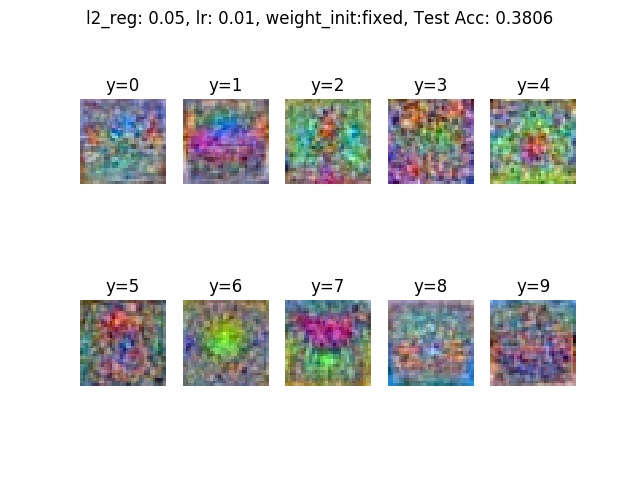 l2_reg: 0.05, lr: 0.01, weight_init:fixed, Test Acc: 0.3806
y=0 y=1 y=2 y=3 y=4
y=5 y=6 y=7 y=8 y=9